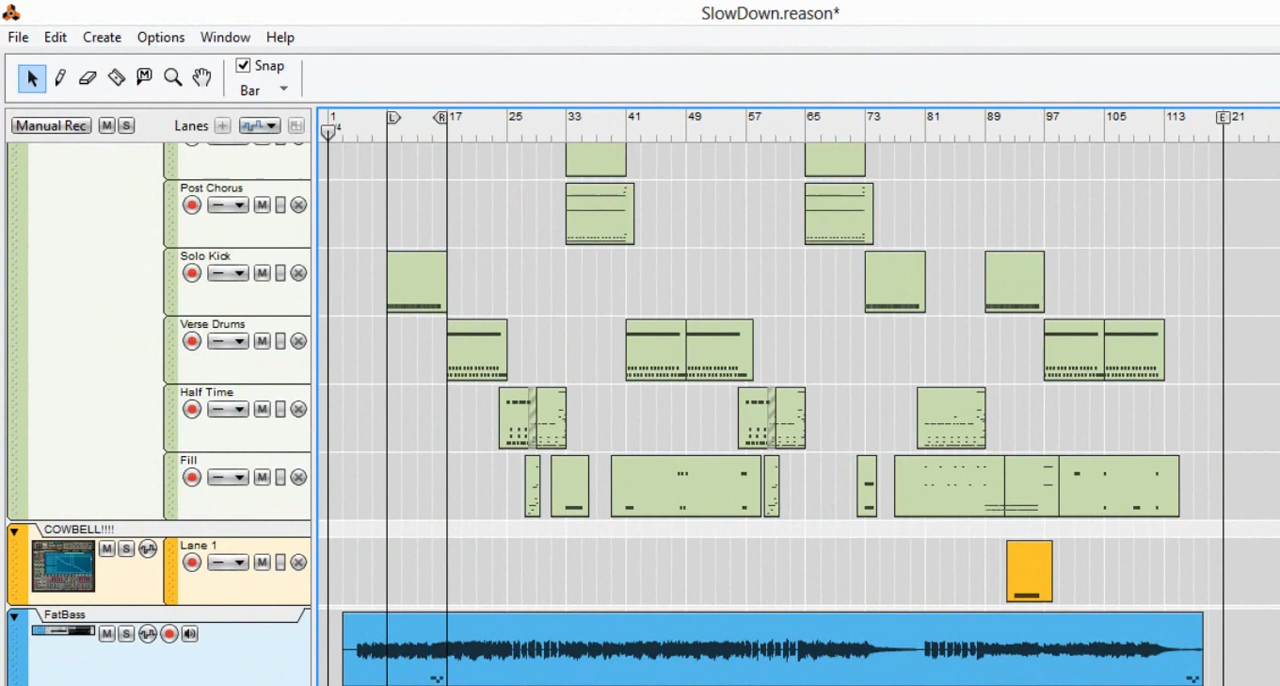 SlowDown.reason*
File Edit Create Options Window Help
M Snap
Bar
Manual Rec M S Lanes +
1 L R 17 25 33 41 49 57 65 73 81 89 97 105 113 E 21
/4
Post Chorus
M
Solo Kick
M
Verse Drums
M
Half Time
M
Fill
M
COWBELL!!!!
M S Lane 1
M
FatBass
M S